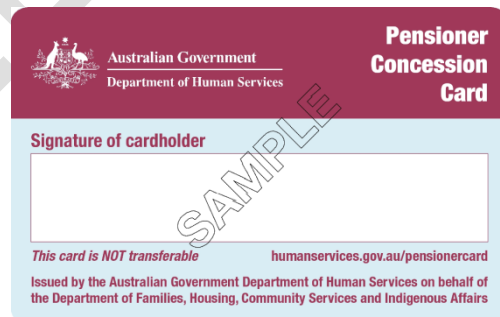 Australian Government
Department of Human Services
Pensioner
Concession
Card
Signature of cardholder
SAMPLE
This card is NOT transferable
humanservices.gov.au/pensionercard
Issued by the Australian Government Department of Human Services on behalf of
the Department of Families, Housing, Community Services and Indigenous Affairs